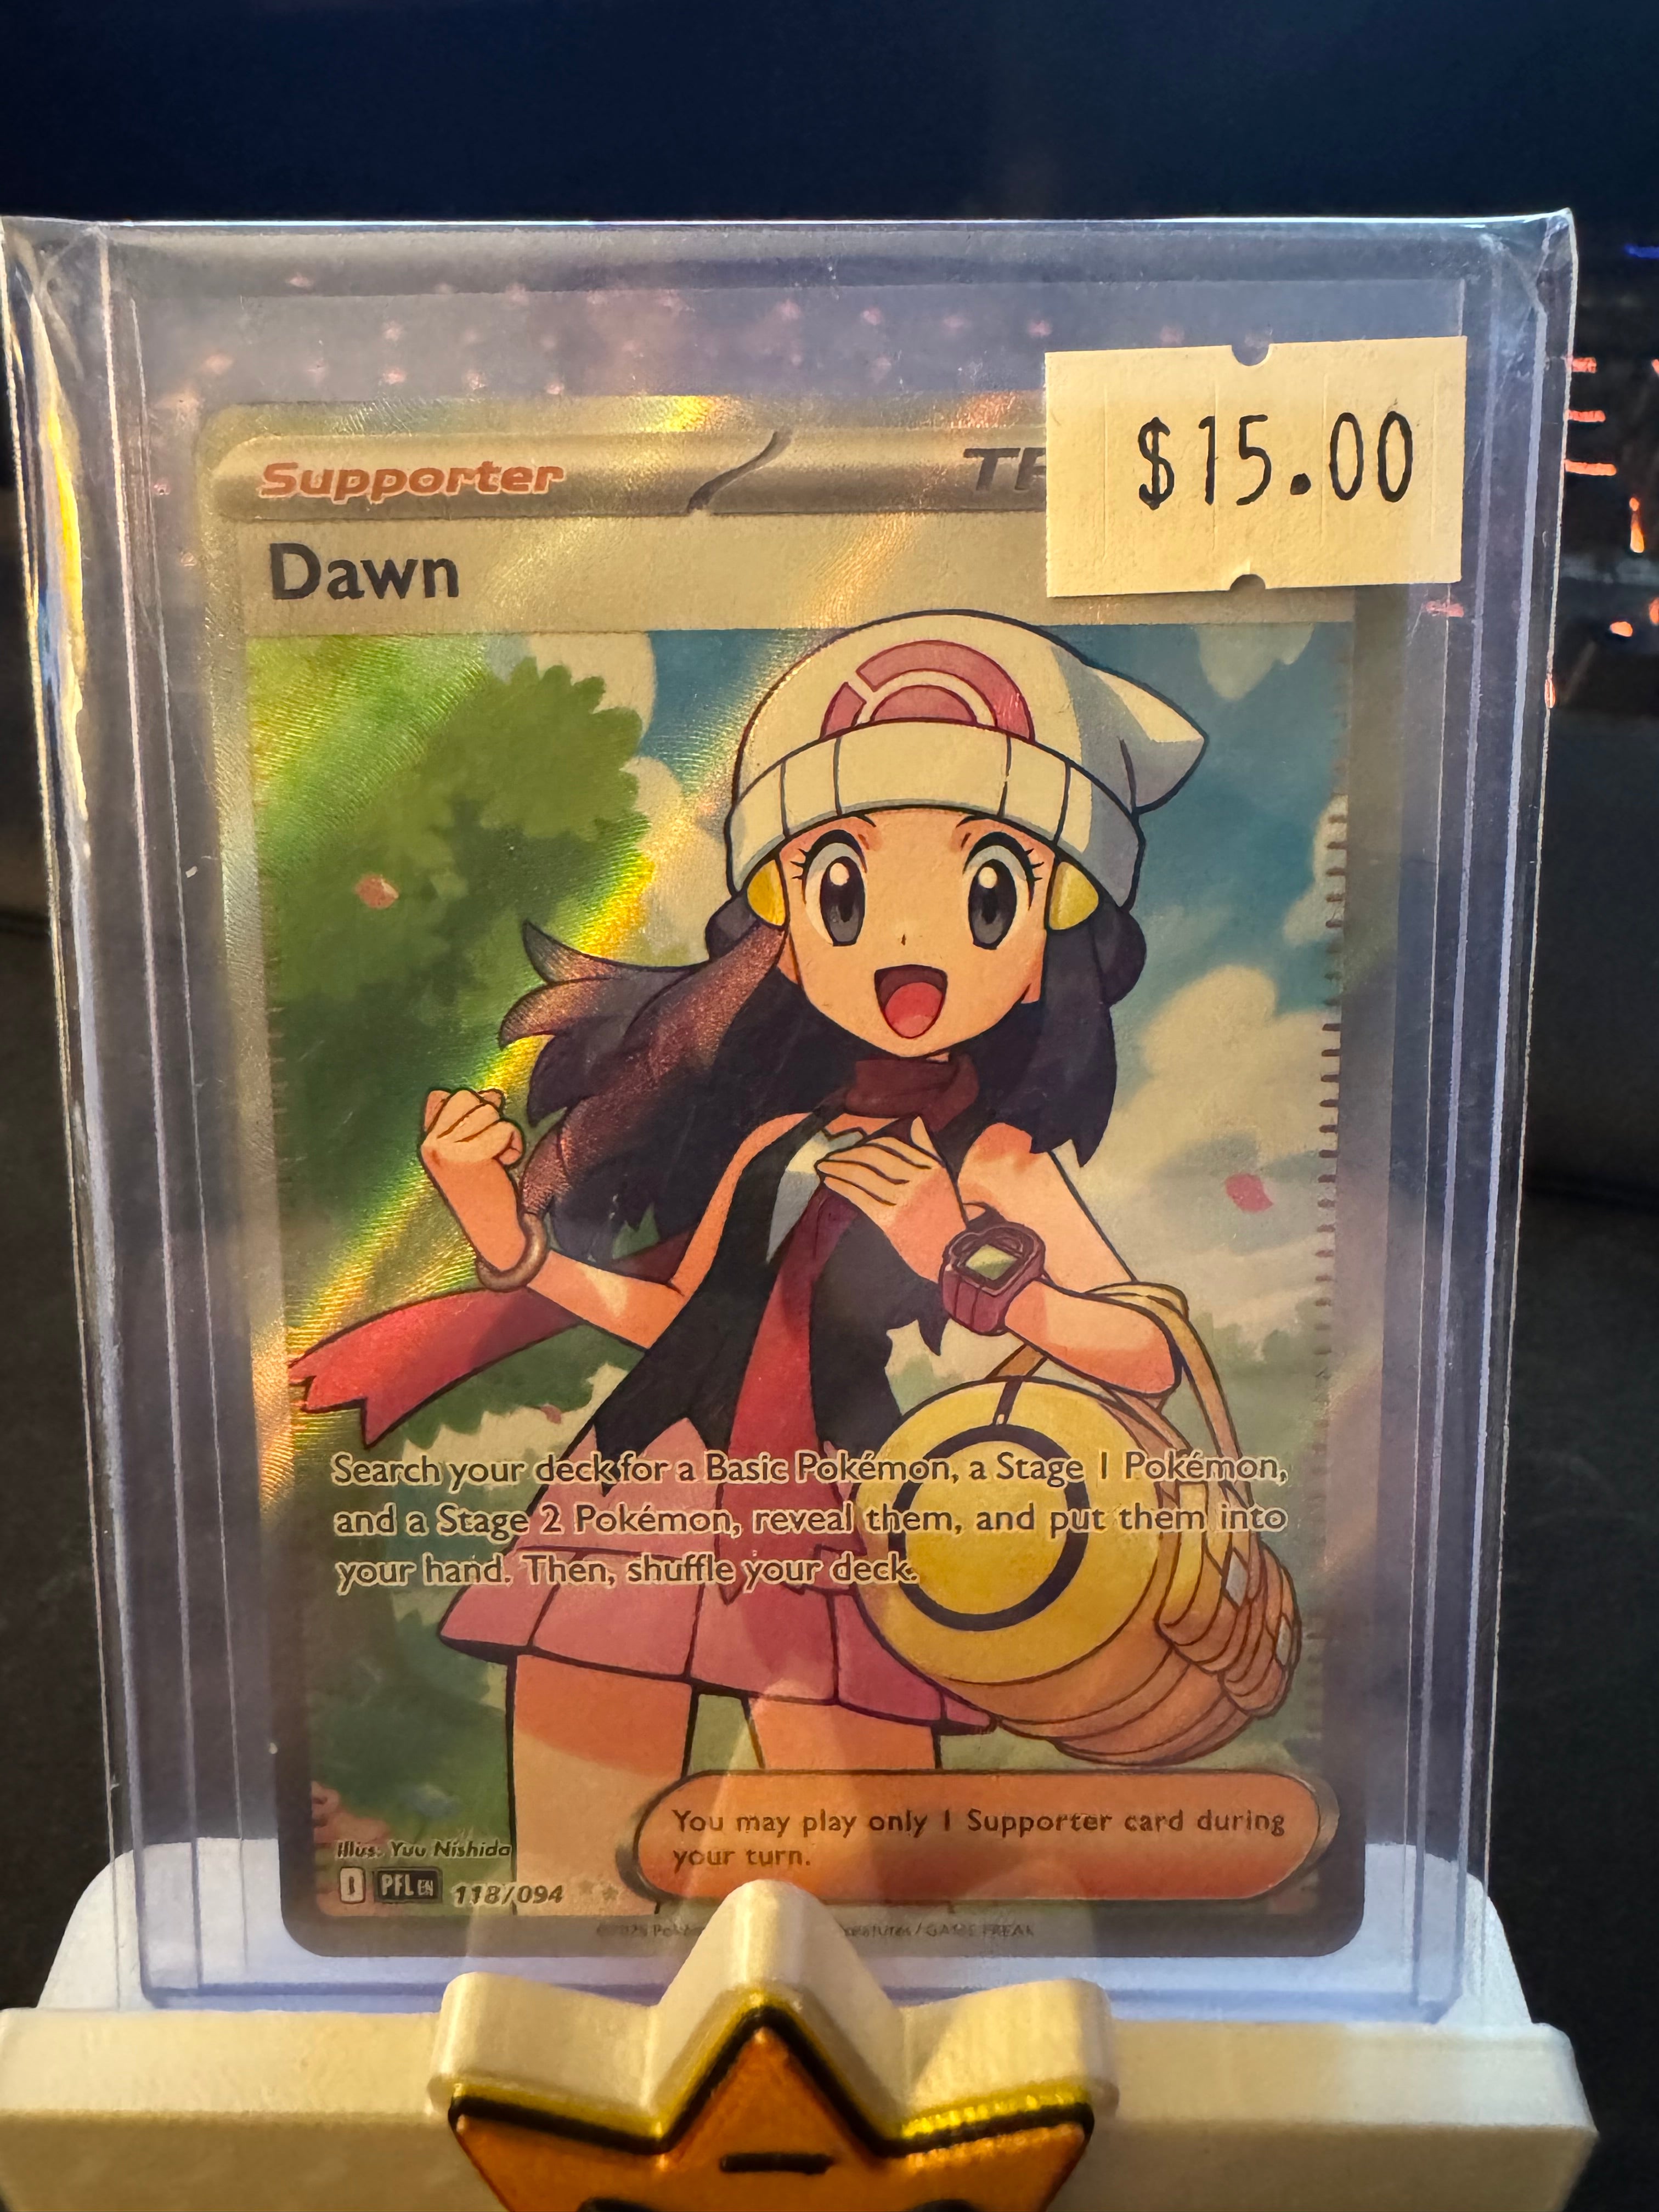 $15.00
Supporter
Dawn
Search your deck for a Basic Pokémon, a Stage 1 Pokémon,
and a Stage 2 Pokémon, reveal them, and put them into
your hand. Then, shuffle your deck.
You may play only 1 Supporter card during
your turn.
Illus. Yuu Nishida
I PFL EN 118/094
GAME FREAK